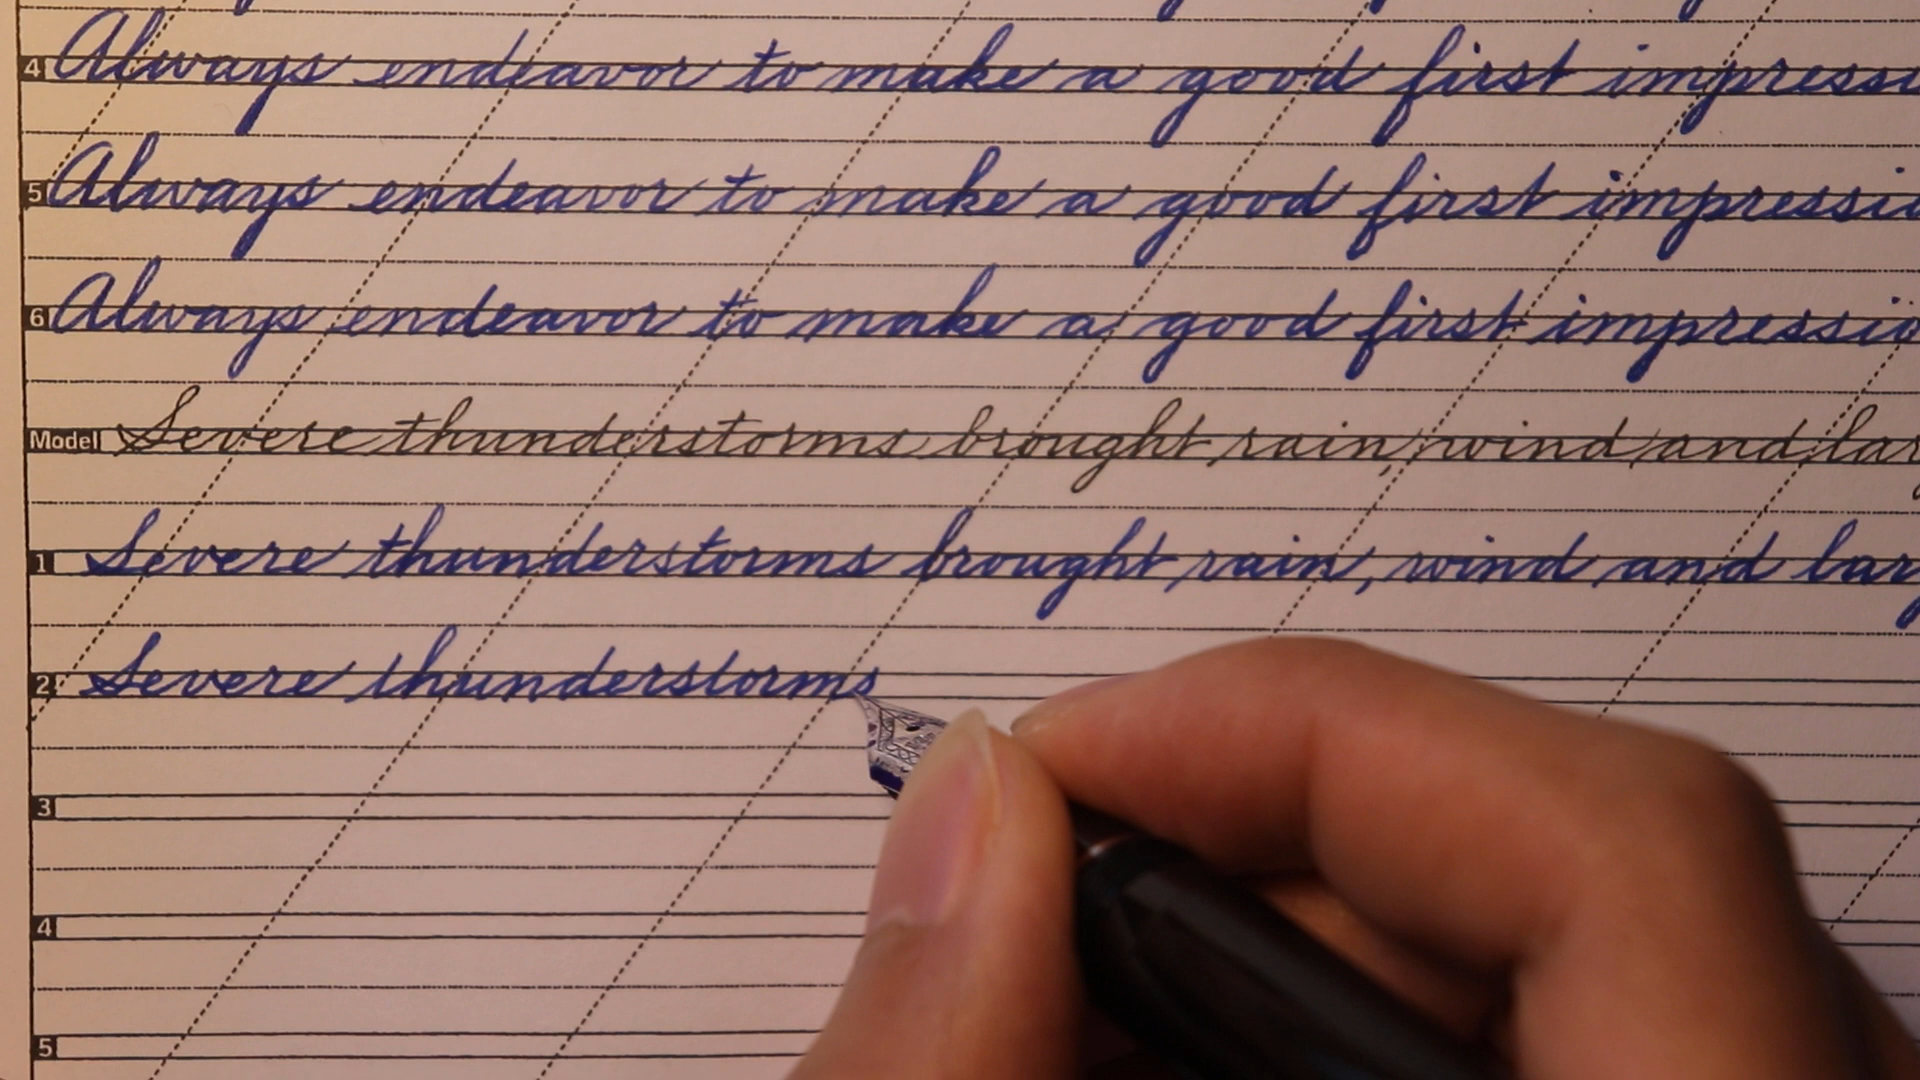 4 Always endeavor to make a good first impressi
5 Always endeavor to make a good first impressi
6 Always endeavor to make a good first impressio
Model Severe thunderstorms brought rain, wind and lar
1 Severe thunderstorms brought rain, wind and larg
2 Severe thunderstorms
3
4
5